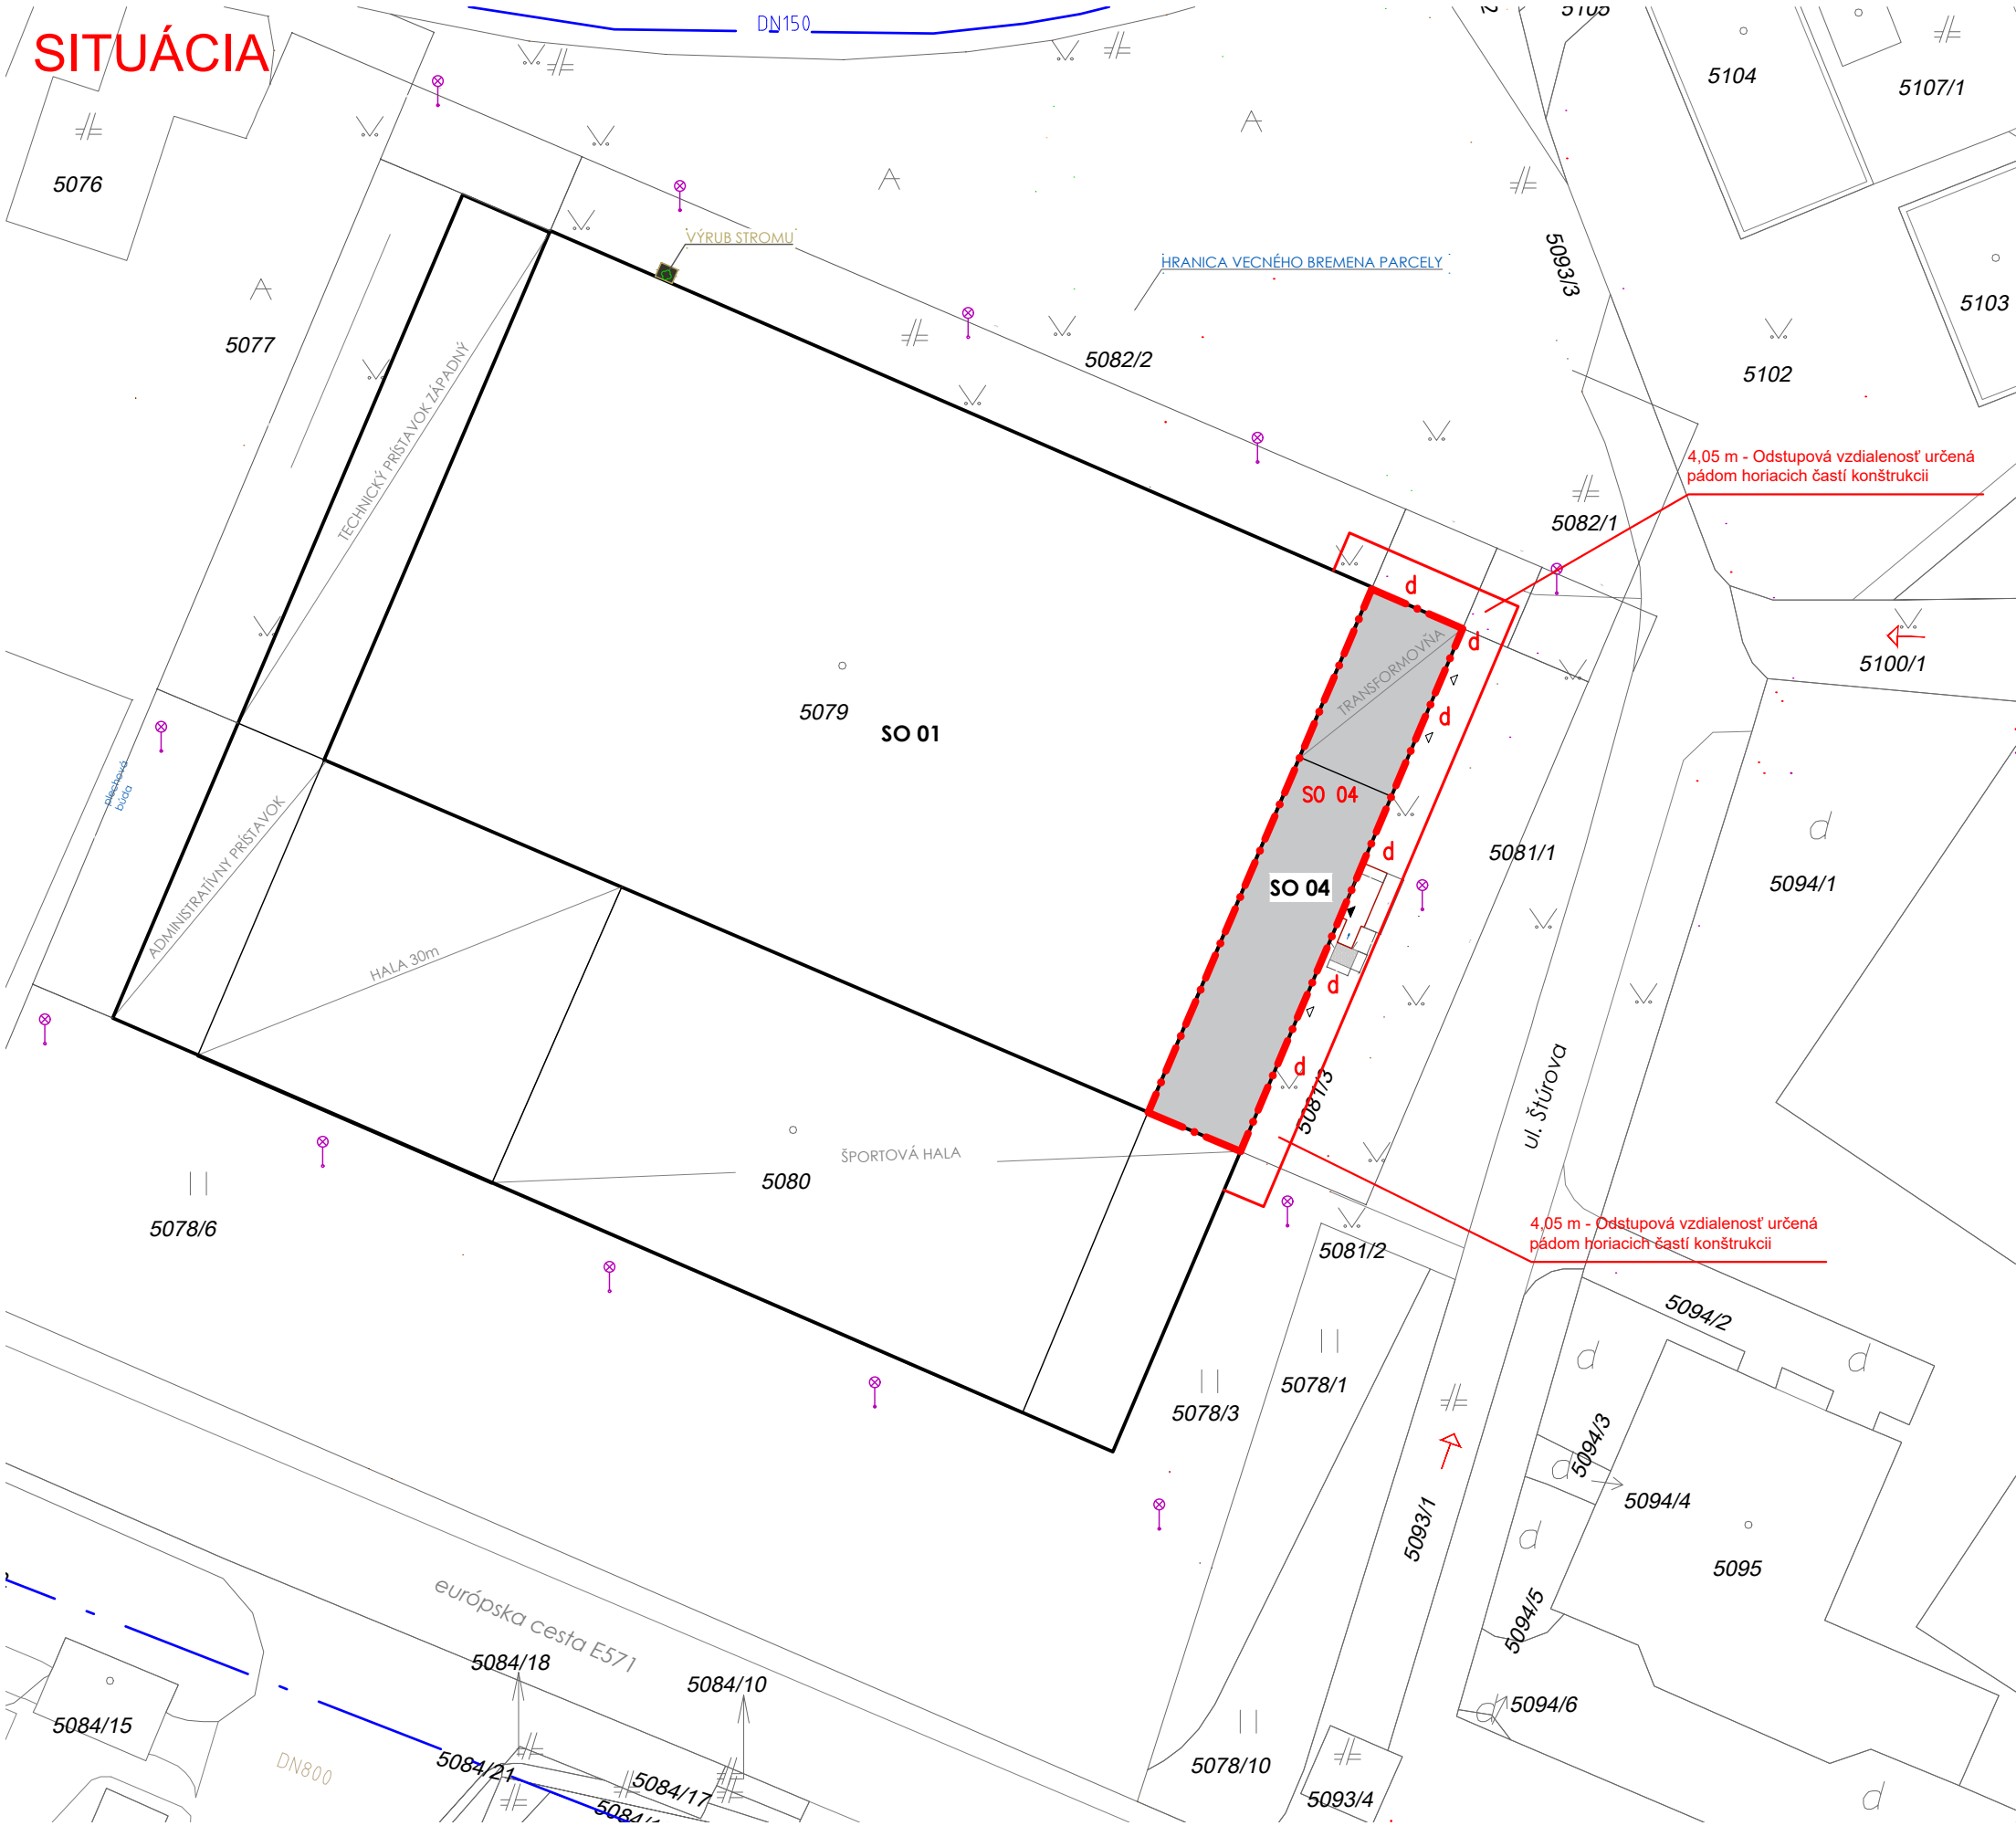 SITUÁCIA
DN150
5105
5104
5107/1
5076
VÝRUB STROMU
HRANICA VECNÉHO BREMENA PARCELY
5093/3
5103
5077
5082/2
5102
TECHNICKÝ PRÍSTAVOK ZÁPADNÝ
4,05 m - Odstupová vzdialenosť určená
pádom horiacich častí konštrukcii
5082/1
d
d
TRANSFORMOVŇA
5100/1
5079
SO 01
d
plechová
búda
SO 04
ADMINISTRATÍVNY PRÍSTAVOK
d
5081/1
d
5094/1
SO 04
HALA 30m
d
d
5081/3
ul. Štúrova
ŠPORTOVÁ HALA
5080
5078/6
4,05 m - Odstupová vzdialenosť určená
pádom horiacich častí konštrukcii
5081/2
5094/2
d
d
5078/1
5078/3
5094/3
d
5094/4
5093/1
d
5095
európska cesta E571
5094/5
5084/18
5084/10
5094/6
d
5084/15
DN800
5084/21
5084/17
5078/10
5093/4
d